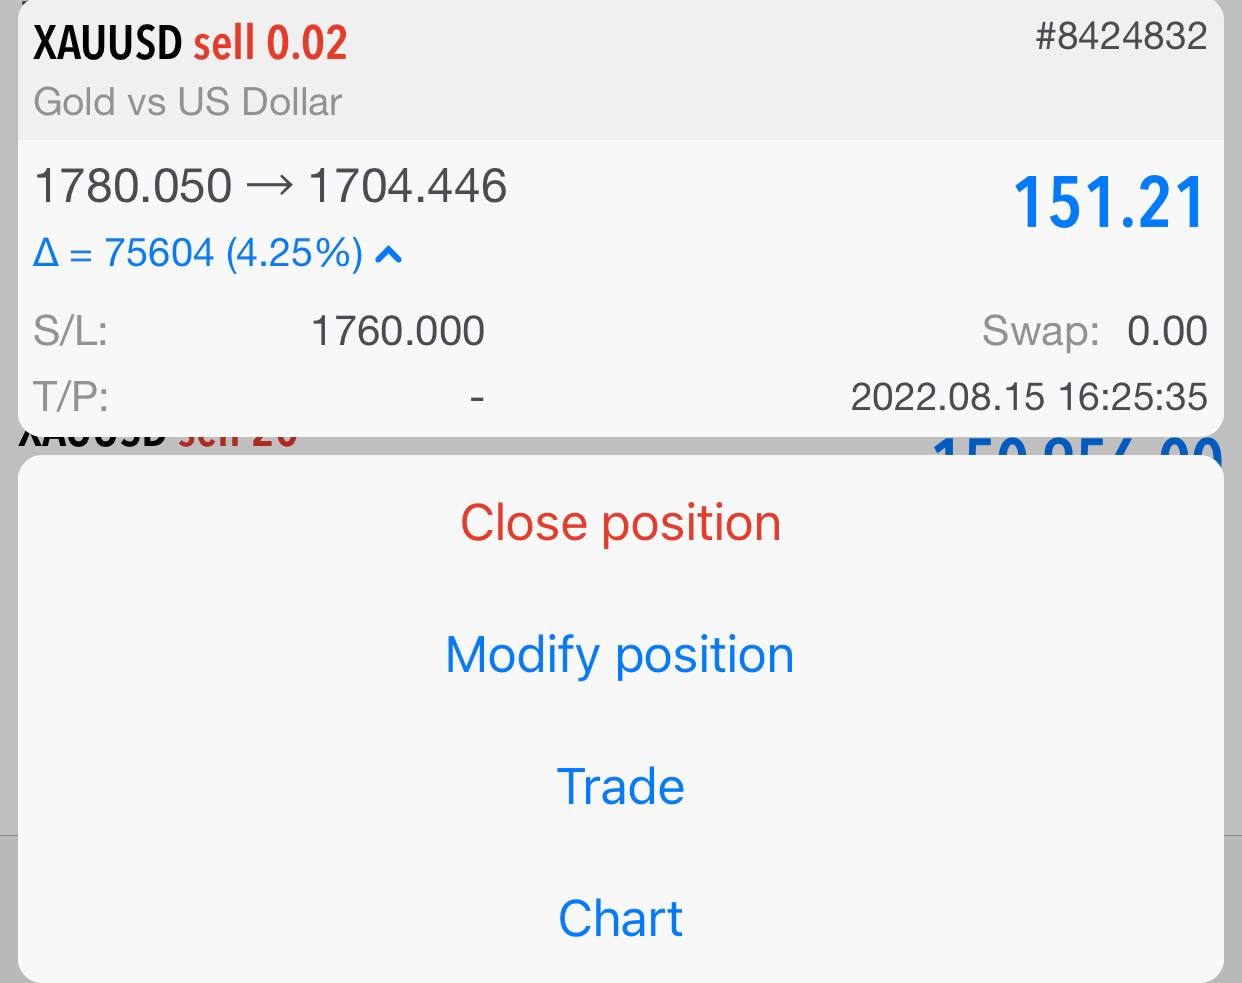 XAUUSD sell 0.02
#8424832
Gold vs US Dollar
1780.050 → 1704.446
151.21
Δ = 75604 (4.25%)
S/L: 1760.000
Swap: 0.00
T/P: -
2022.08.15 16:25:35
XAUUSD sell 20
Close position
Modify position
Trade
Chart